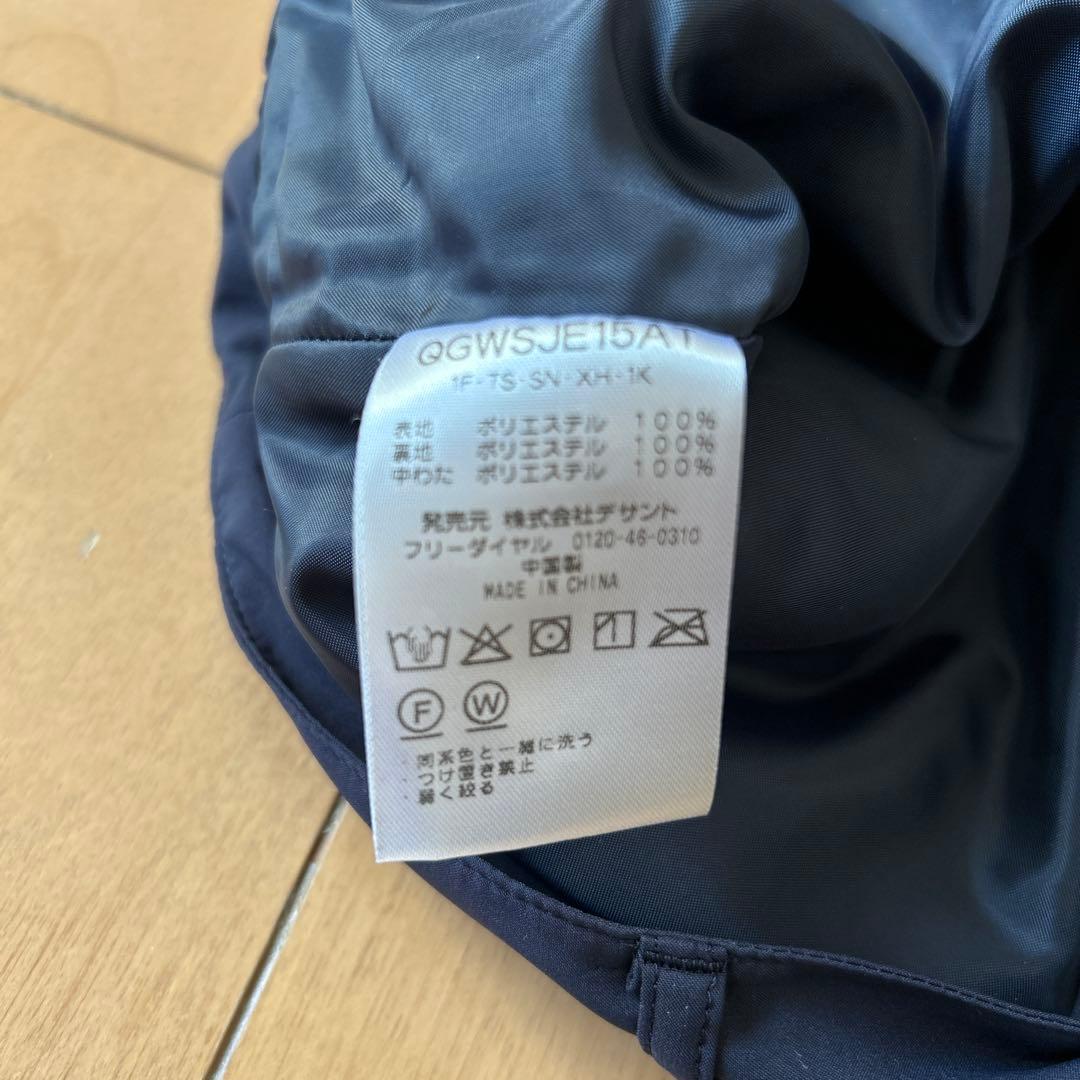 QGWSJE15A1
1F-TS-SN-XH-1K
表地 ポリエステル 100%
裏地 ポリエステル 100%
中わた ポリエステル 100%
発売元 株式会社デサント
フリーダイヤル 0120-46-0310
中国製
MADE IN CHINA
F W
・同系色と一緒に洗う
・つけ置き禁止
・弱く絞る